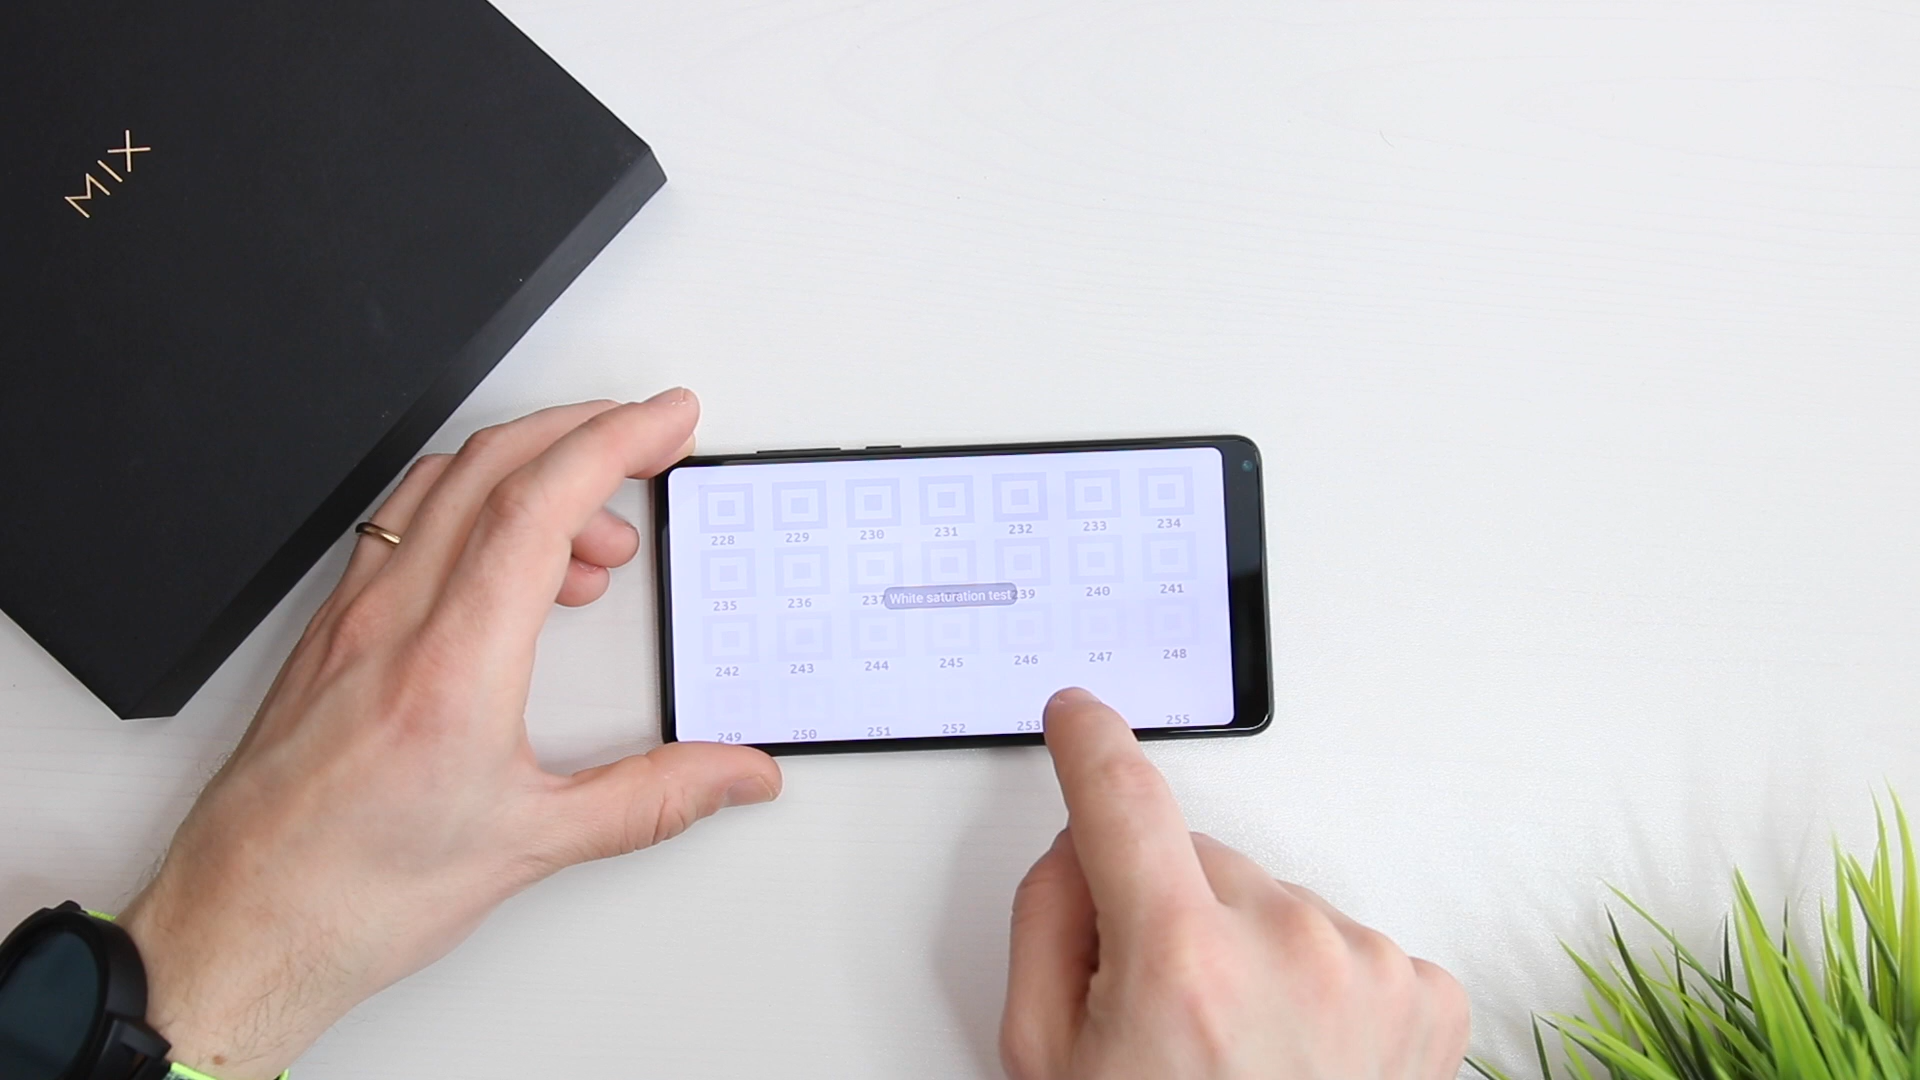 MIX
228 229 230 231 232 233 234
235 236 237 239 240 241
White saturation test
242 243 244 245 246 247 248
249 250 251 252 253 255